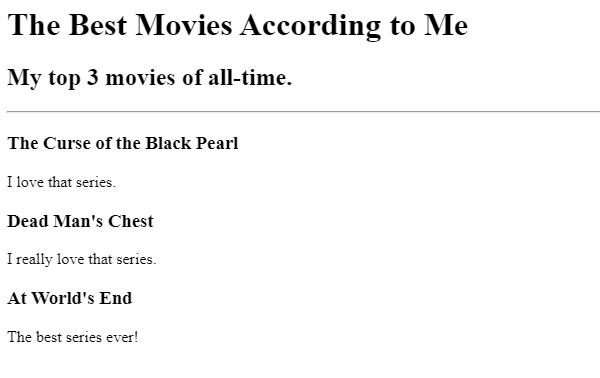 The Best Movies According to Me
My top 3 movies of all-time.
The Curse of the Black Pearl
I love that series.
Dead Man's Chest
I really love that series.
At World's End
The best series ever!